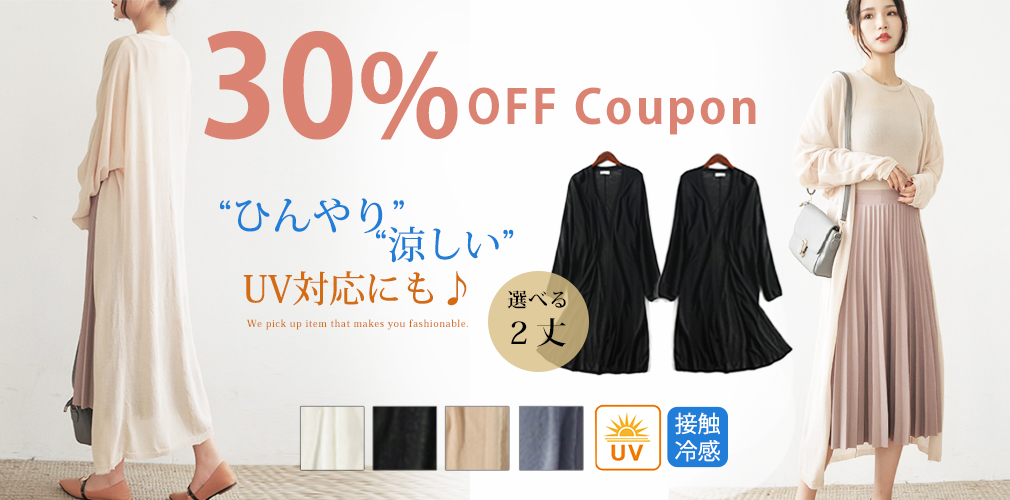 30%OFF Coupon
“ひんやり”
“涼しい”
UV対応にも♪
We pick up item that makes you fashionable.
選べる
2丈
UV
接触
冷感